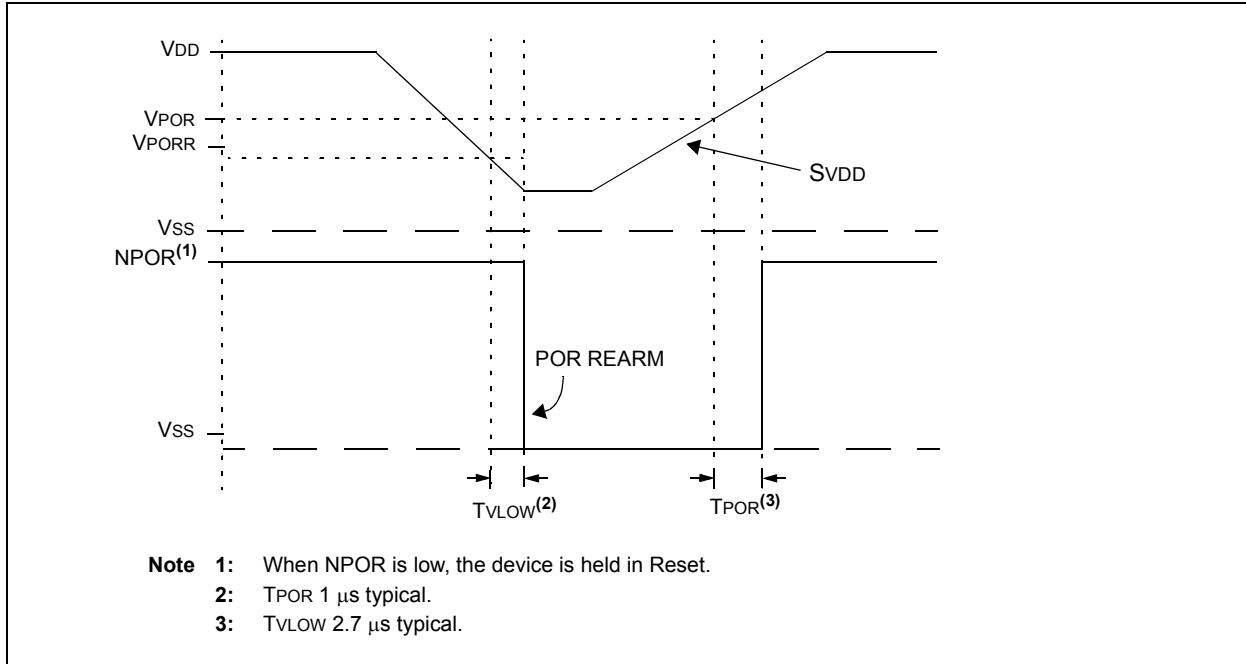 VDD
VPOR
VPORR
SVDD
VSS
NPOR(1)
POR REARM
VSS
TVLOW(2)
TPOR(3)
Note 1: When NPOR is low, the device is held in Reset.
2: TPOR 1 μs typical.
3: TVLOW 2.7 μs typical.